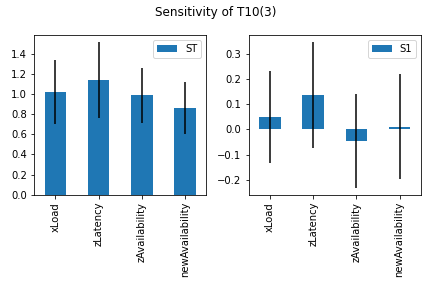 Sensitivity of T10(3)
ST
1.4
1.2
1.0
0.8
0.6
0.4
0.2
0.0
xLoad
zLatency
zAvailability
newAvailability
S1
0.3
0.2
0.1
0.0
−0.1
−0.2
xLoad
zLatency
zAvailability
newAvailability